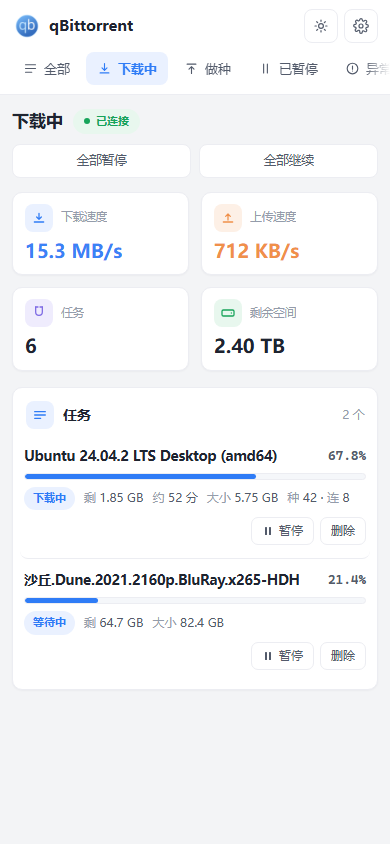 qb qBittorrent
全部 下载中 做种 已暂停 异常
下载中 已连接
全部暂停 全部继续
下载速度 上传速度
15.3 MB/s 712 KB/s
任务 剩余空间
6 2.40 TB
任务 2 个
Ubuntu 24.04.2 LTS Desktop (amd64) 67.8%
下载中 剩 1.85 GB 约 52 分 大小 5.75 GB 种 42 · 连 8
暂停 删除
沙丘.Dune.2021.2160p.BluRay.x265-HDH 21.4%
等待中 剩 64.7 GB 大小 82.4 GB
暂停 删除